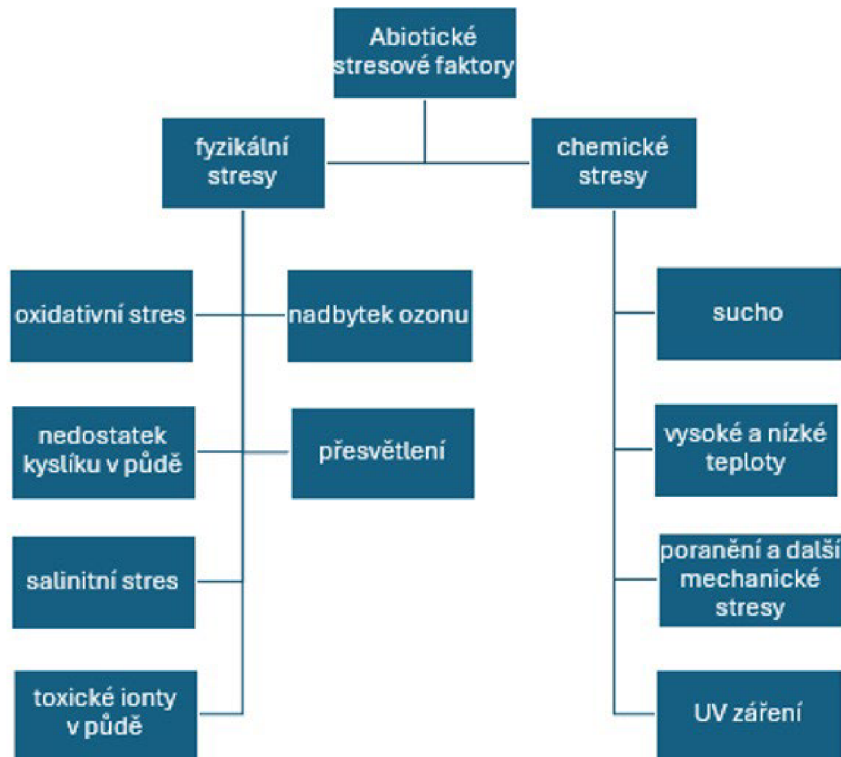 Abiotické
stresové faktory
fyzikální
stresy
chemické
stresy
oxidativní stres
nadbytek ozonu
sucho
nedostatek
kyslíku v půdě
přesvětlení
vysoké a nízké
teploty
salinitní stres
poranění a další
mechanické
stresy
toxické ionty
v půdě
UV záření